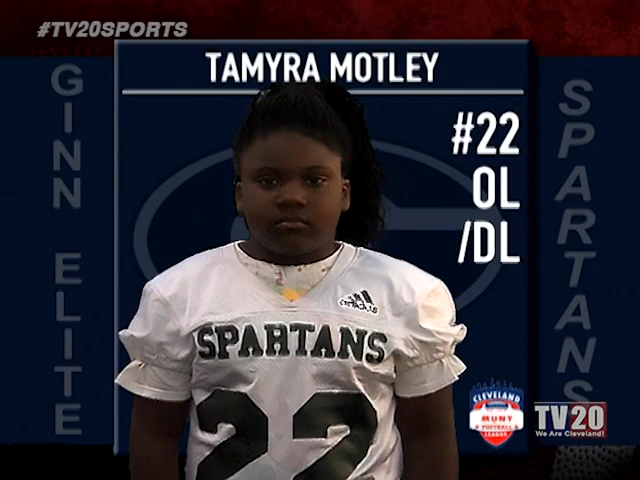 #TV20SPORTS
TAMYRA MOTLEY
GINN ELITE
#22
OL
/DL
SPARTANS
adidas
SPARTANS
22
CLEVELAND
MUNY
FOOTBALL
LEAGUE
TV20
We Are Cleveland!